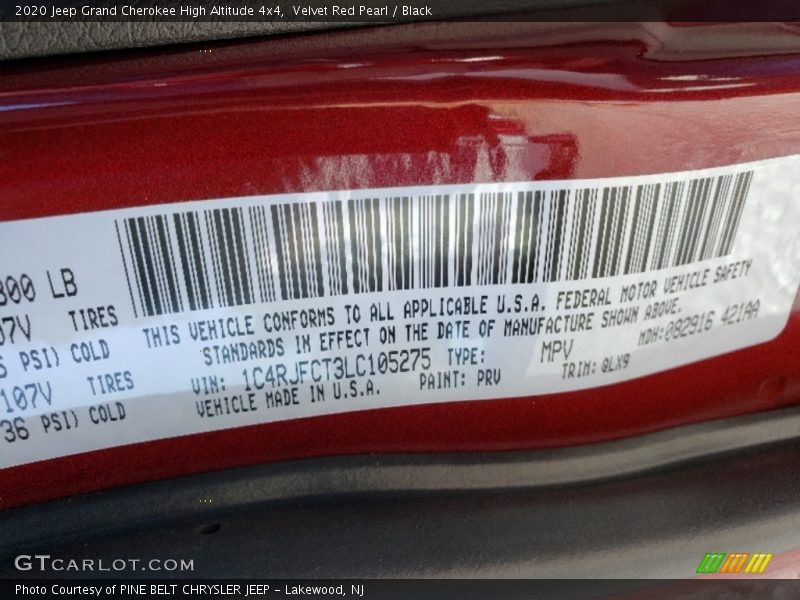 2020 Jeep Grand Cherokee High Altitude 4x4, Velvet Red Pearl / Black
300 LB
07V TIRES
PSI) COLD
107V TIRES
36 PSI) COLD
THIS VEHICLE CONFORMS TO ALL APPLICABLE U.S.A. FEDERAL MOTOR VEHICLE SAFETY
STANDARDS IN EFFECT ON THE DATE OF MANUFACTURE SHOWN ABOVE.
VIN: 1C4RJFCT3LC105275 TYPE: MPV MDH:082916 421AA
VEHICLE MADE IN U.S.A. PAINT: PRV TRIM: QLX9
GTCARLOT.COM
Photo Courtesy of PINE BELT CHRYSLER JEEP - Lakewood, NJ